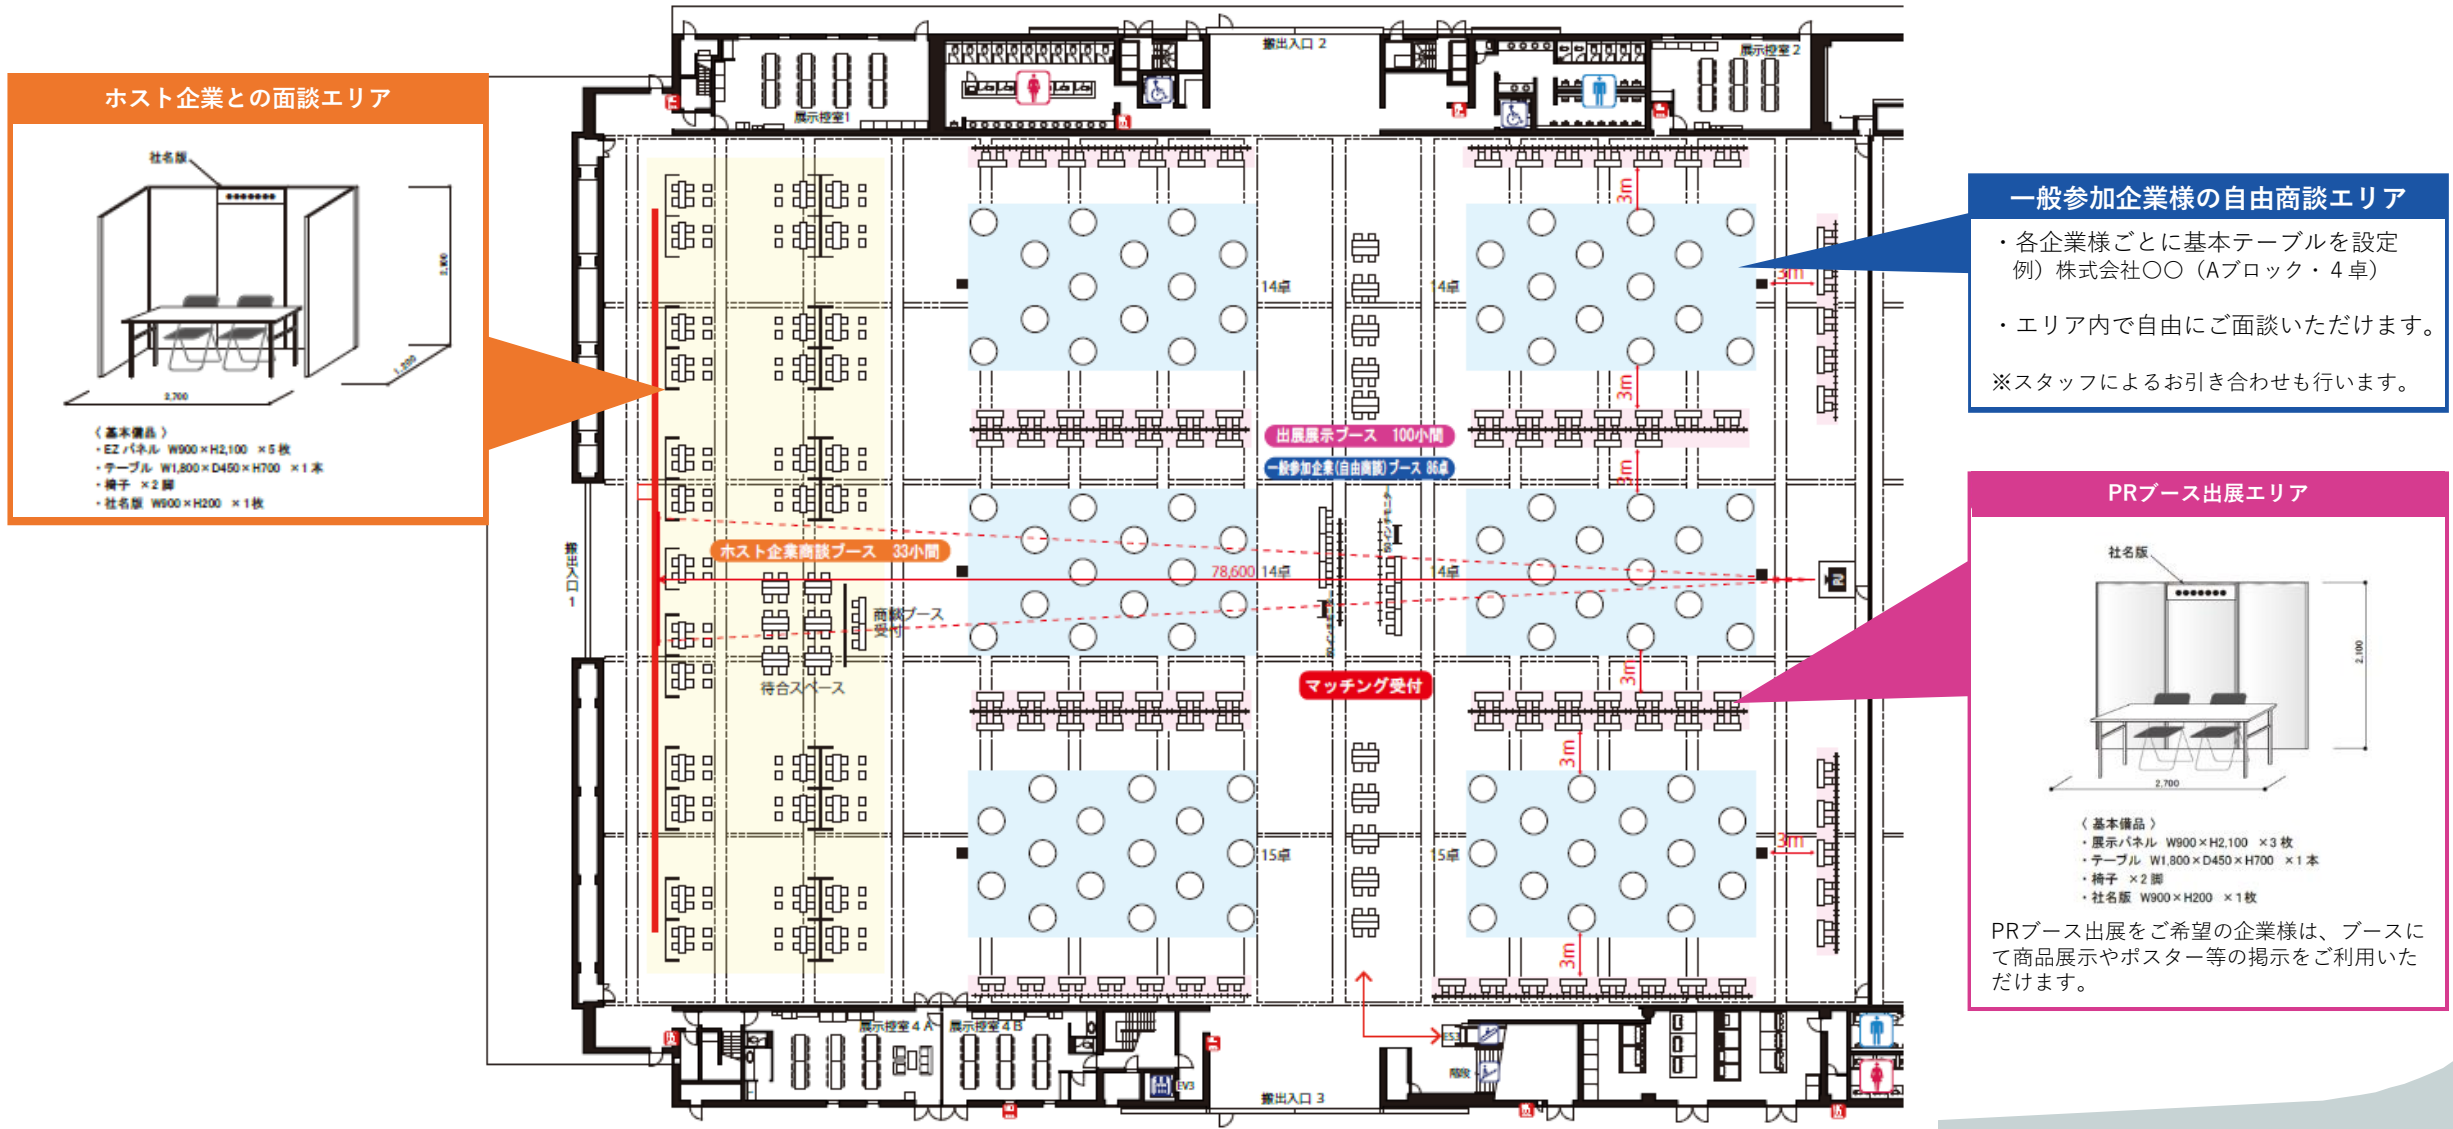 ホスト企業との面談エリア
社名版
2,100
1,200
2,700
〈 基本備品 〉
・EZ パネル W900×H2,100 ×5枚
・テーブル W1,800×D450×H700 ×1本
・椅子 ×2脚
・社名版 W900×H200 ×1枚
搬出入口 2
展示控室1
展示控室 2
3m
3m
14卓
14卓
3m
出展展示ブース 100小間
一般参加企業(自由商談)ブース 86卓
3m
搬出入口 1
ホスト企業商談ブース 33小間
78,600
14卓
14卓
商談ブース
受付
待合スペース
マッチング受付
3m
3m
15卓
15卓
3m
3m
展示控室 4 A
展示控室 4 B
EV3
ES3
階段
搬出入口 3
一般参加企業様の自由商談エリア
・各企業様ごとに基本テーブルを設定
例）株式会社〇〇（Aブロック・４卓）
・エリア内で自由にご面談いただけます。
※スタッフによるお引き合わせも行います。
PRブース出展エリア
社名版
2,100
2,700
〈 基本備品 〉
・展示パネル W900×H2,100 ×3枚
・テーブル W1,800×D450×H700 ×1本
・椅子 ×2脚
・社名版 W900×H200 ×1枚
PRブース出展をご希望の企業様は、ブースに
て商品展示やポスター等の掲示をご利用いた
だけます。